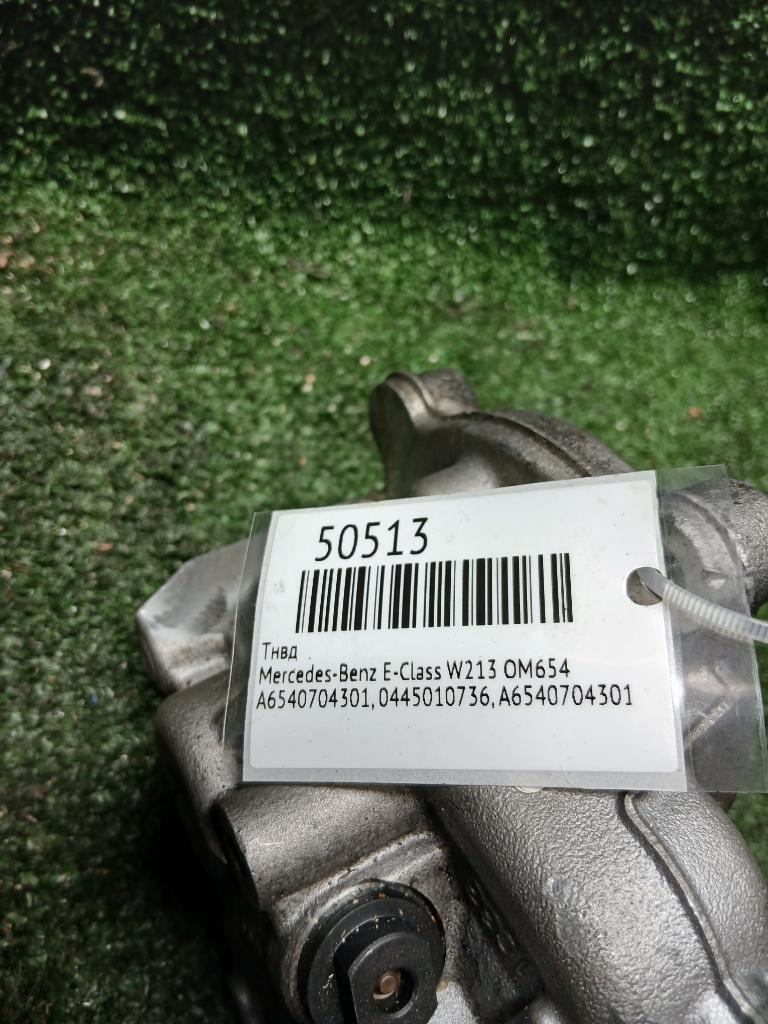 50513
Тнвд
Mercedes-Benz E-Class W213 OM654
A6540704301, 0445010736, A6540704301